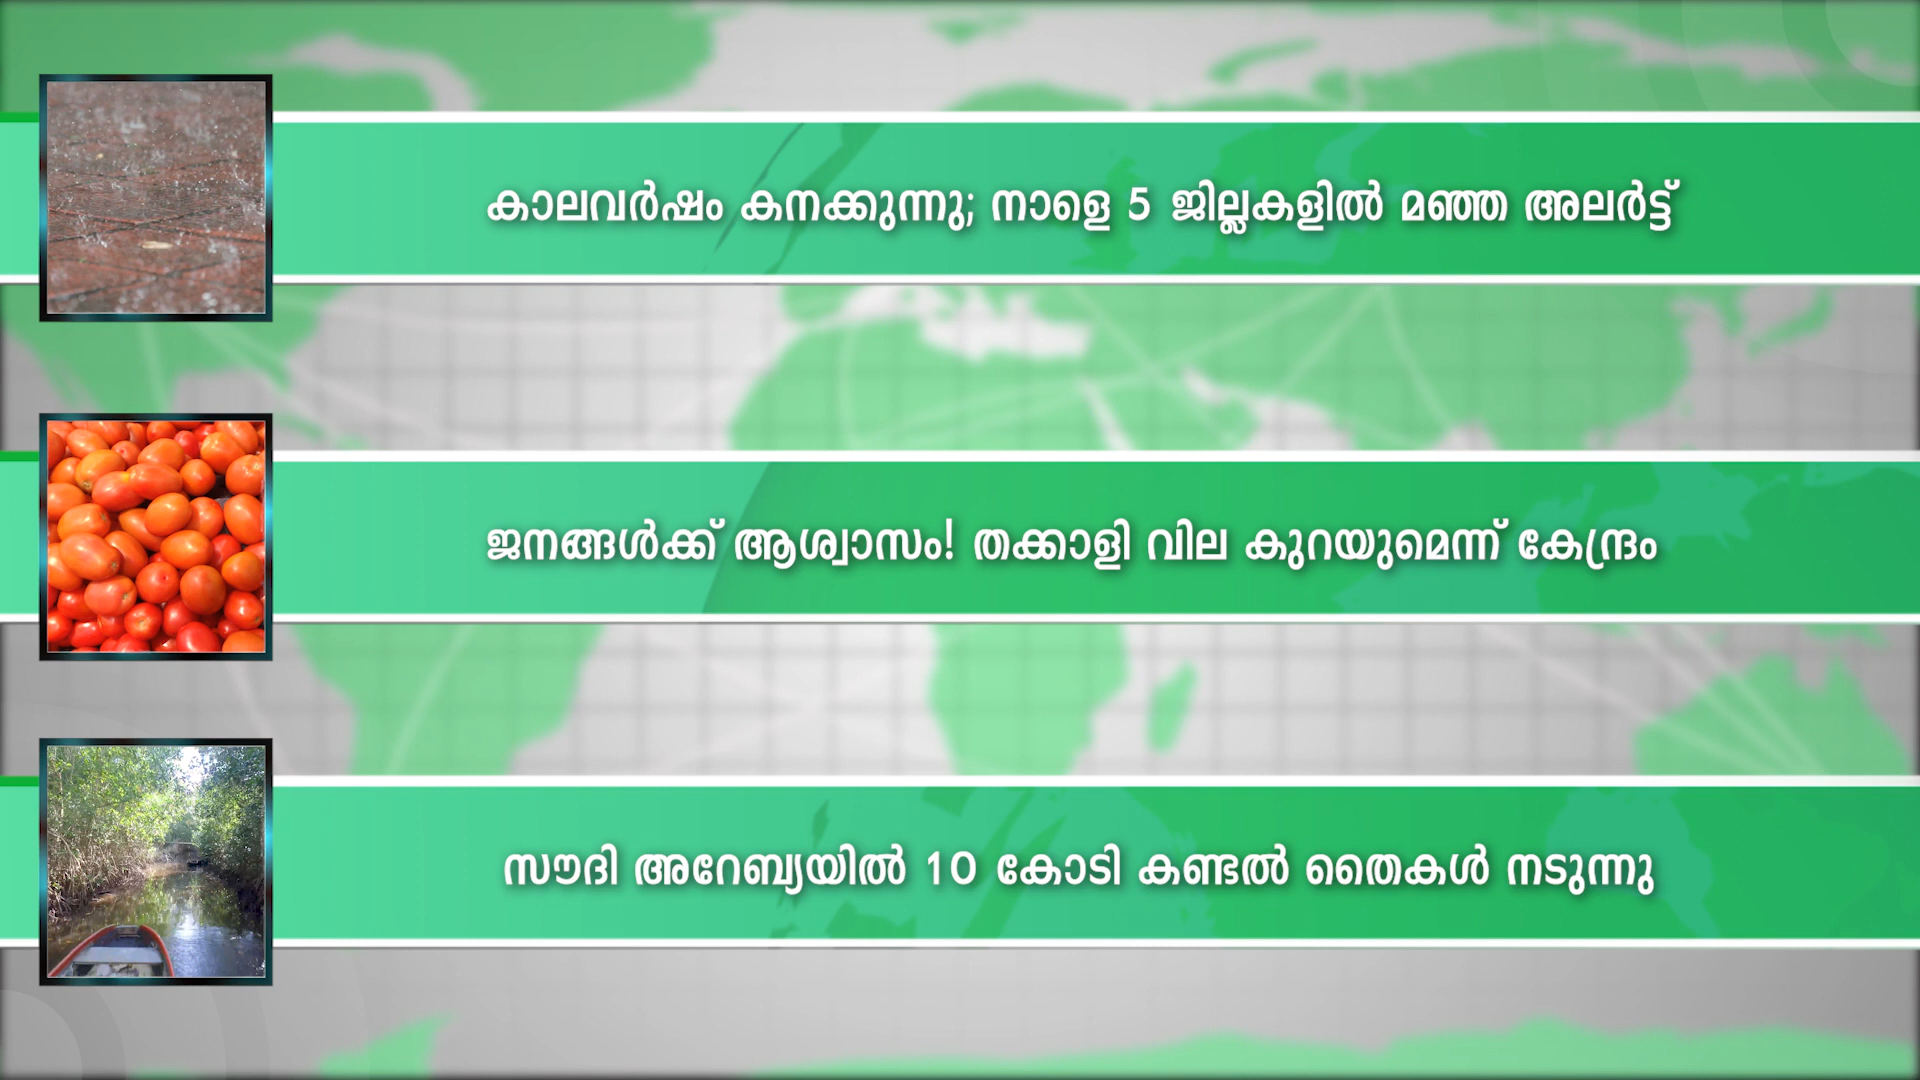 കാലവർഷം കനക്കുന്നു; നാളെ 5 ജില്ലകളിൽ മഞ്ഞ അലർട്ട്
ജനങ്ങൾക്ക് ആശ്വാസം! തക്കാളി വില കുറയുമെന്ന് കേന്ദ്രം
സൗദി അറേബ്യയിൽ 10 കോടി കണ്ടൽ തൈകൾ നടുന്നു